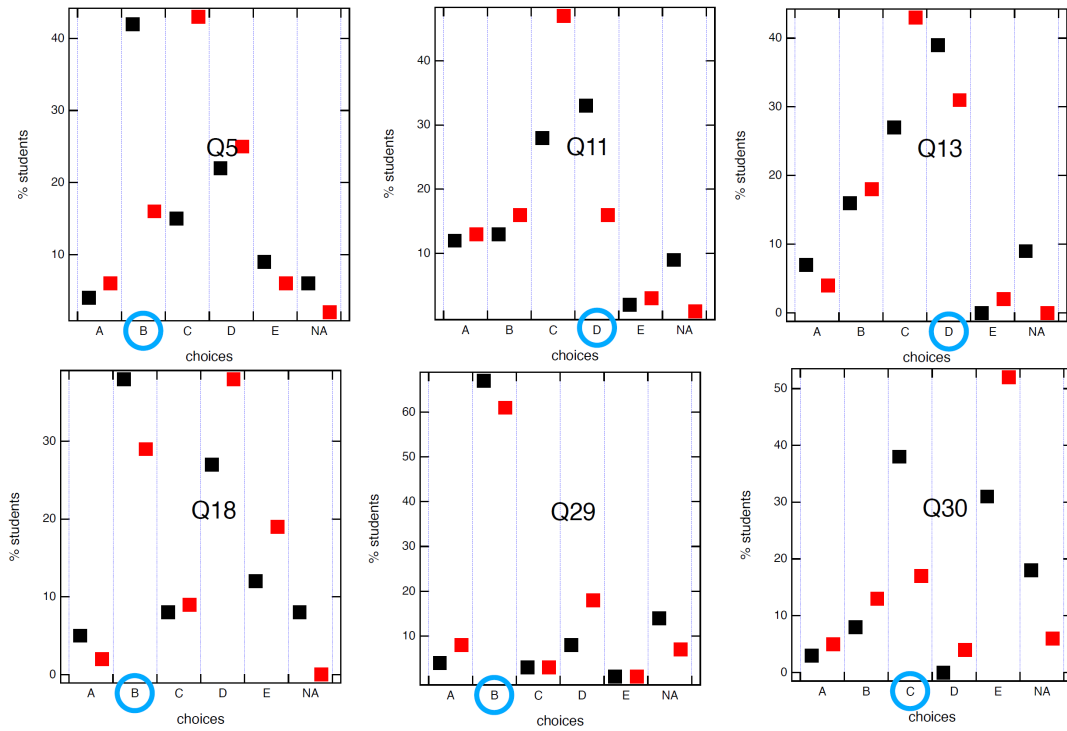 40
30
20
10
% students
Q5
A B C D E NA
choices
40
30
20
10
% students
Q11
A B C D E NA
choices
40
30
20
10
0
% students
Q13
A B C D E NA
choices
30
20
10
0
% students
Q18
A B C D E NA
choices
60
50
40
30
20
10
% students
Q29
A B C D E NA
choices
50
40
30
20
10
0
% students
Q30
A B C D E NA
choices